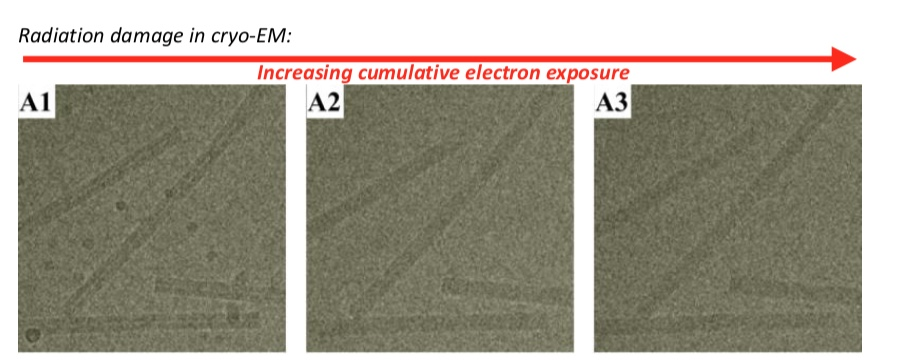 Radiation damage in cryo-EM:
Increasing cumulative electron exposure
A1
A2
A3